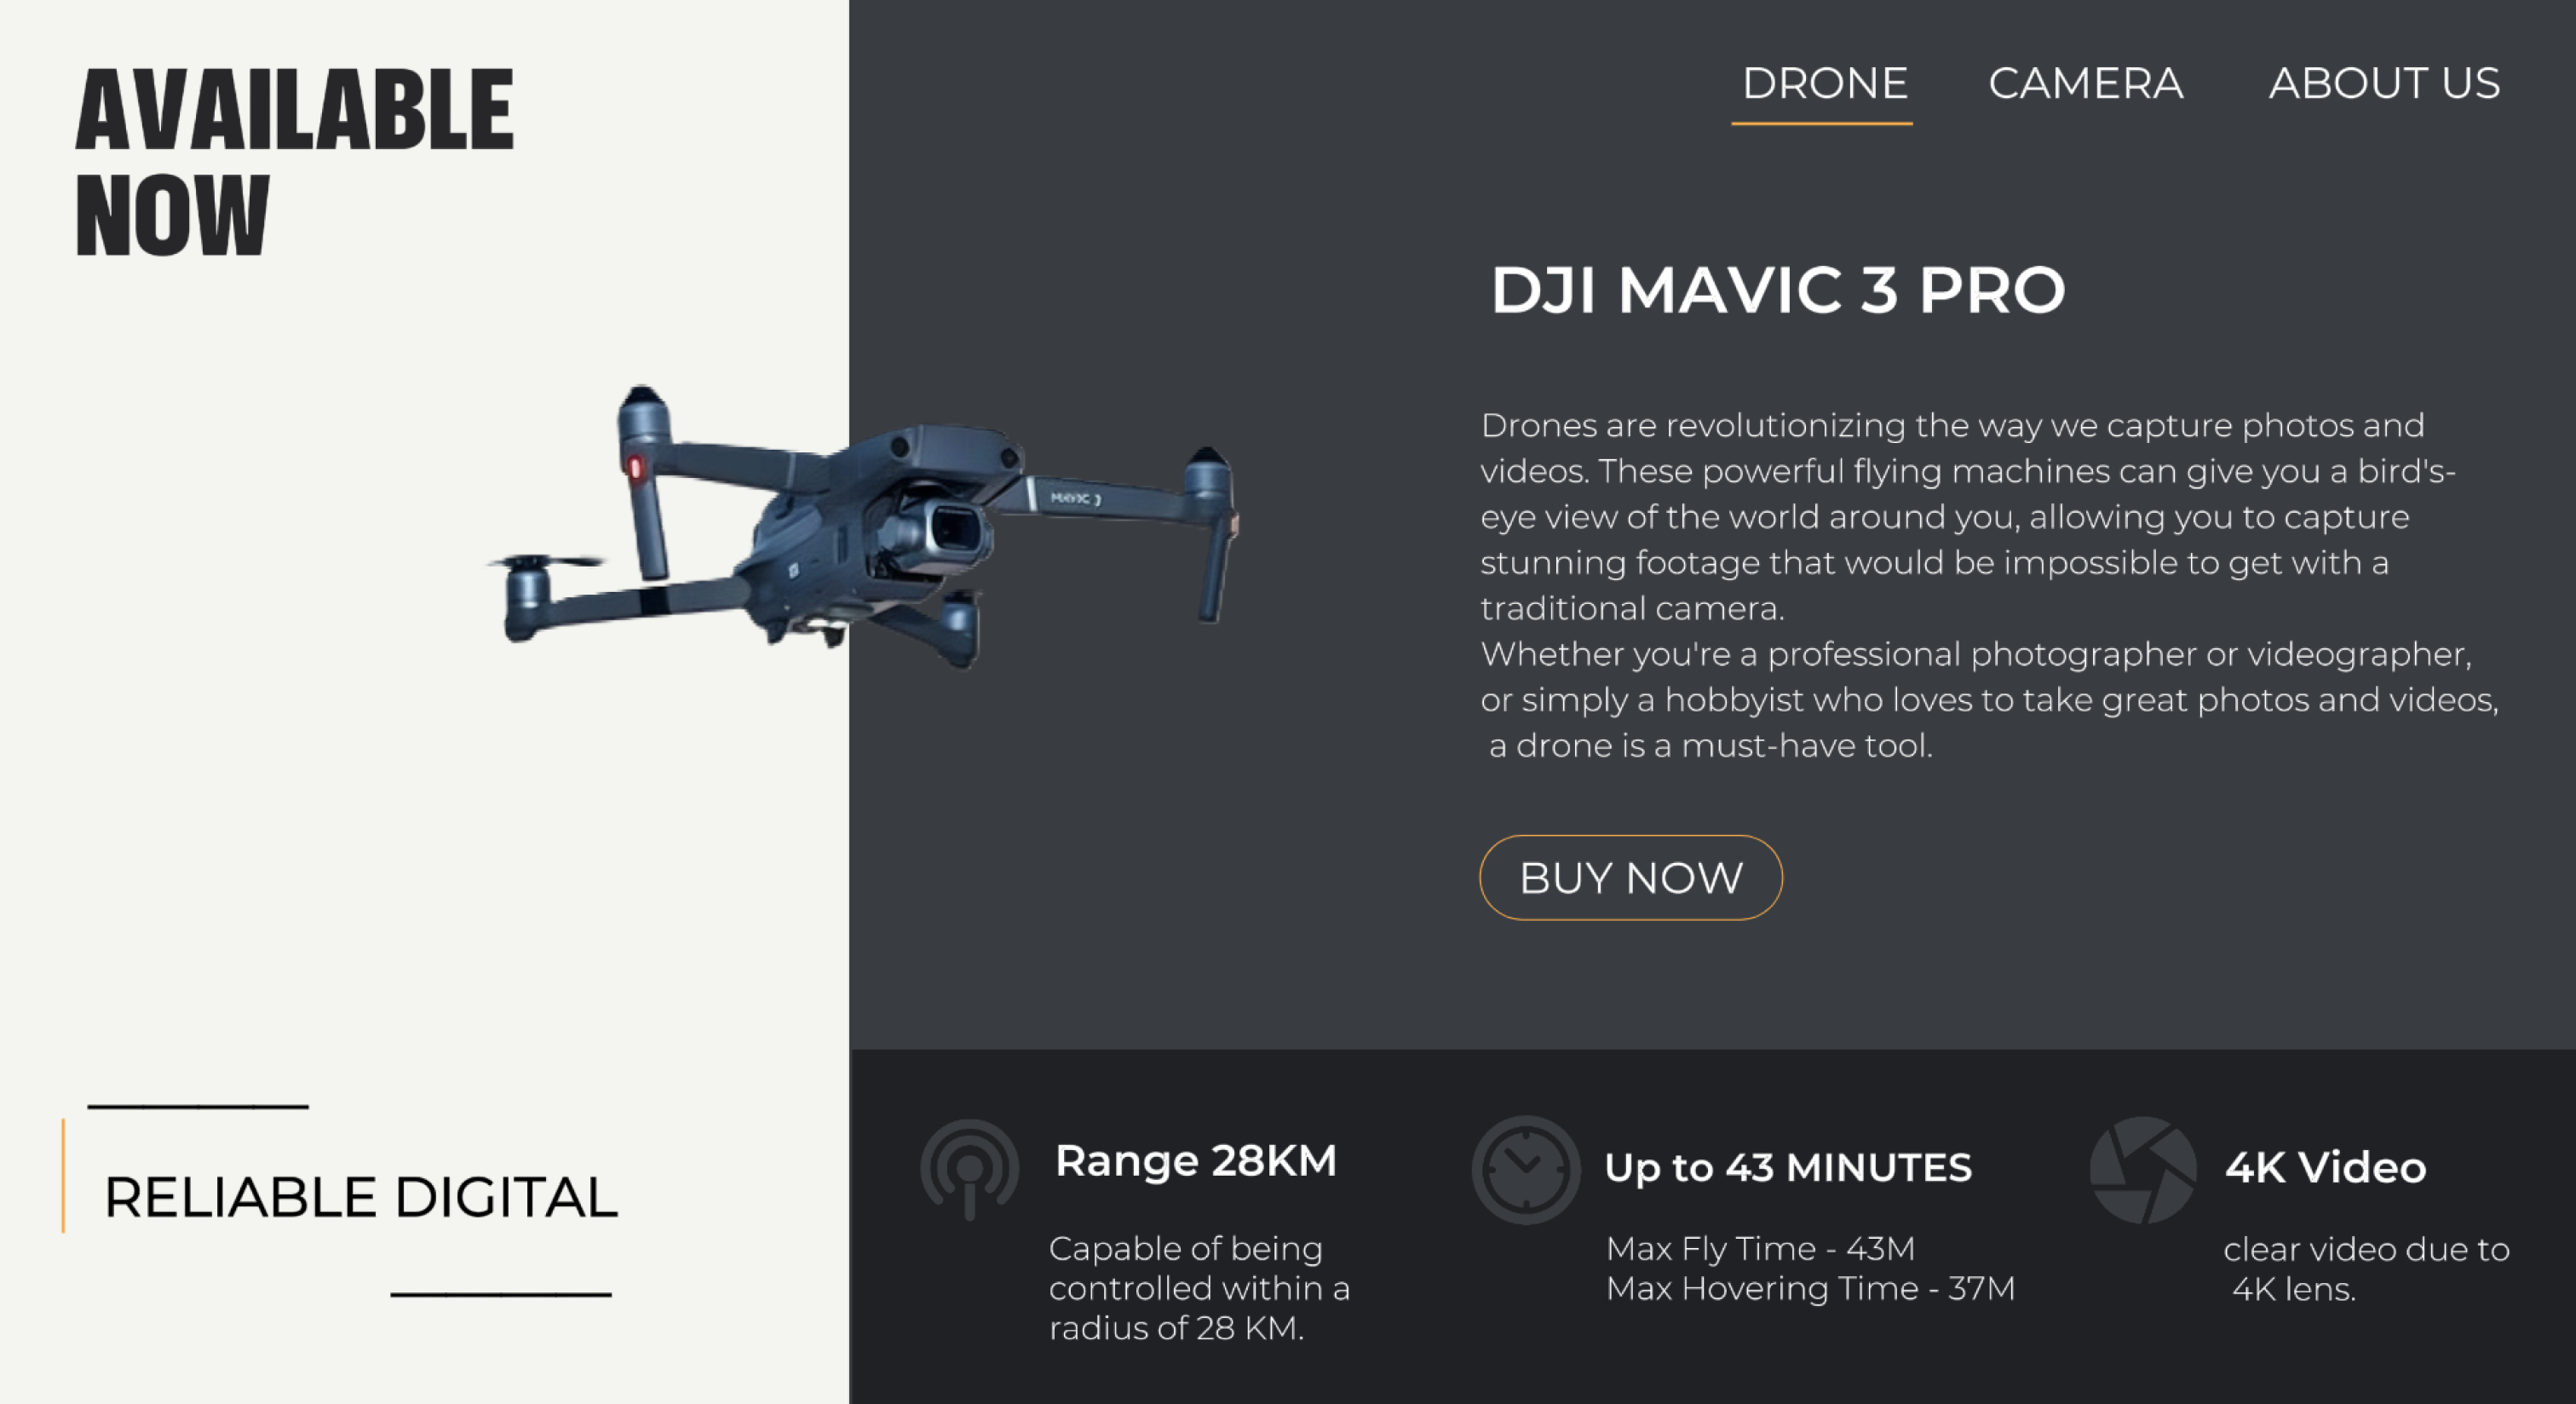 AVAILABLE
NOW
DRONE
CAMERA
ABOUT US
DJI MAVIC 3 PRO
Drones are revolutionizing the way we capture photos and
videos. These powerful flying machines can give you a bird's-
eye view of the world around you, allowing you to capture
stunning footage that would be impossible to get with a
traditional camera.
Whether you're a professional photographer or videographer,
or simply a hobbyist who loves to take great photos and videos,
a drone is a must-have tool.
MAVIC 3
BUY NOW
RELIABLE DIGITAL
Range 28KM
Capable of being
controlled within a
radius of 28 KM.
Up to 43 MINUTES
Max Fly Time - 43M
Max Hovering Time - 37M
4K Video
clear video due to
4K lens.